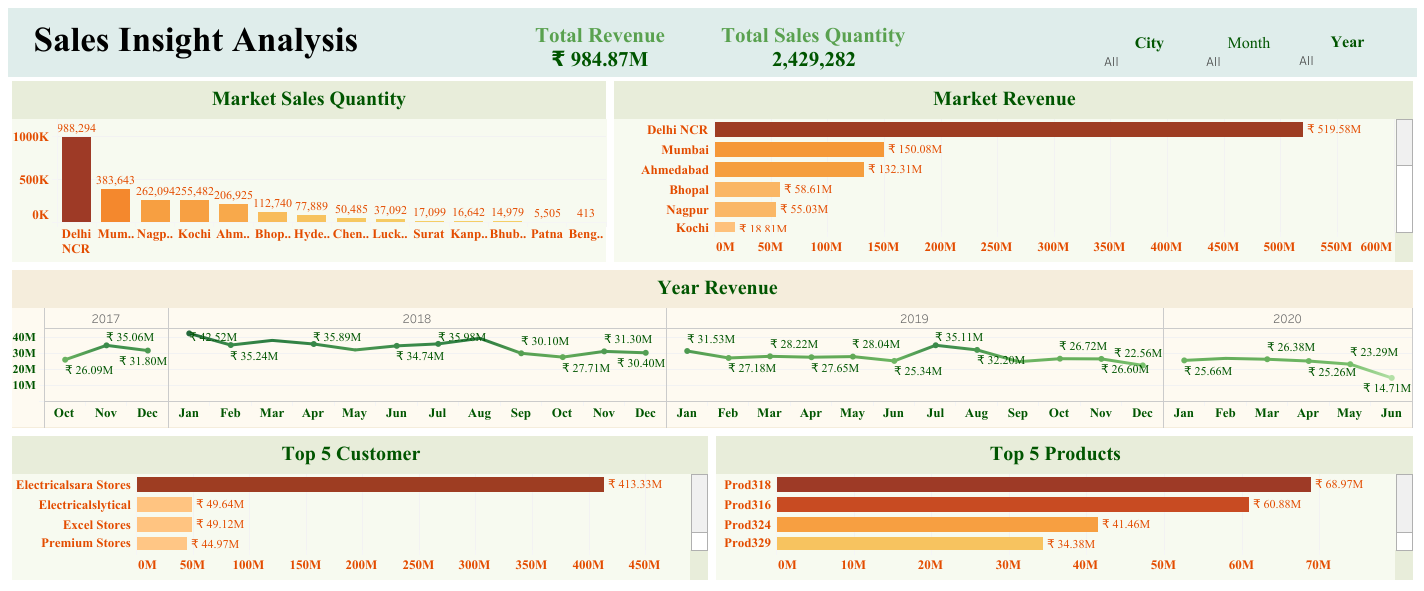 Sales Insight Analysis
Total Revenue
₹ 984.87M
Total Sales Quantity
2,429,282
City
All
Month
All
Year
All
Market Sales Quantity
1000K
500K
0K
988,294
383,643
262,094
255,482
206,925
112,740
77,889
50,485
37,092
17,099
16,642
14,979
5,505
413
Delhi NCR Mum.. Nagp.. Kochi Ahm.. Bhop.. Hyde.. Chen.. Luck.. Surat Kanp.. Bhub.. Patna Beng..
Market Revenue
Delhi NCR ₹ 519.58M
Mumbai ₹ 150.08M
Ahmedabad ₹ 132.31M
Bhopal ₹ 58.61M
Nagpur ₹ 55.03M
Kochi ₹ 18.81M
0M 50M 100M 150M 200M 250M 300M 350M 400M 450M 500M 550M 600M
Year Revenue
2017 2018 2019 2020
40M
30M
20M
10M
₹ 26.09M
₹ 35.06M
₹ 31.80M
₹ 42.52M
₹ 35.24M
₹ 35.89M
₹ 34.74M
₹ 35.98M
₹ 30.10M
₹ 27.71M
₹ 31.30M
₹ 30.40M
₹ 31.53M
₹ 27.18M
₹ 28.22M
₹ 27.65M
₹ 28.04M
₹ 25.34M
₹ 35.11M
₹ 32.20M
₹ 26.72M
₹ 26.60M
₹ 22.56M
₹ 25.66M
₹ 26.38M
₹ 25.26M
₹ 23.29M
₹ 14.71M
Oct Nov Dec Jan Feb Mar Apr May Jun Jul Aug Sep Oct Nov Dec Jan Feb Mar Apr May Jun Jul Aug Sep Oct Nov Dec Jan Feb Mar Apr May Jun
Top 5 Customer
Electricalsara Stores ₹ 413.33M
Electricalslytical ₹ 49.64M
Excel Stores ₹ 49.12M
Premium Stores ₹ 44.97M
0M 50M 100M 150M 200M 250M 300M 350M 400M 450M
Top 5 Products
Prod318 ₹ 68.97M
Prod316 ₹ 60.88M
Prod324 ₹ 41.46M
Prod329 ₹ 34.38M
0M 10M 20M 30M 40M 50M 60M 70M